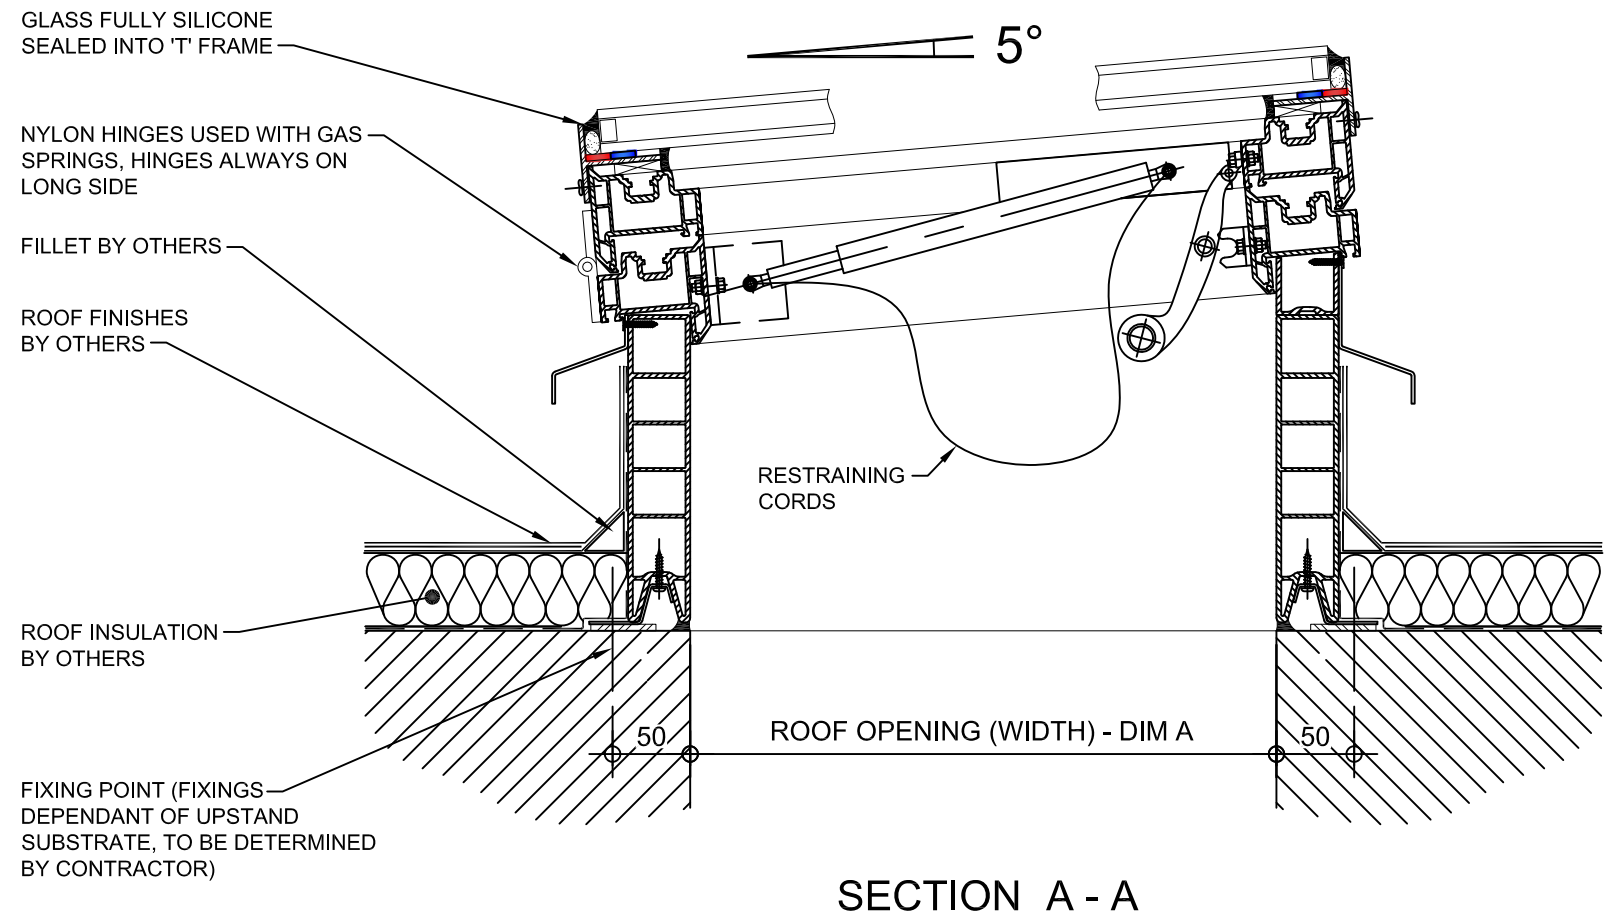 GLASS FULLY SILICONE
SEALED INTO 'T' FRAME
5°
NYLON HINGES USED WITH GAS
SPRINGS, HINGES ALWAYS ON
LONG SIDE
FILLET BY OTHERS
ROOF FINISHES
BY OTHERS
RESTRAINING
CORDS
ROOF INSULATION
BY OTHERS
50
ROOF OPENING (WIDTH) - DIM A
50
FIXING POINT (FIXINGS
DEPENDANT OF UPSTAND
SUBSTRATE, TO BE DETERMINED
BY CONTRACTOR)
SECTION A - A